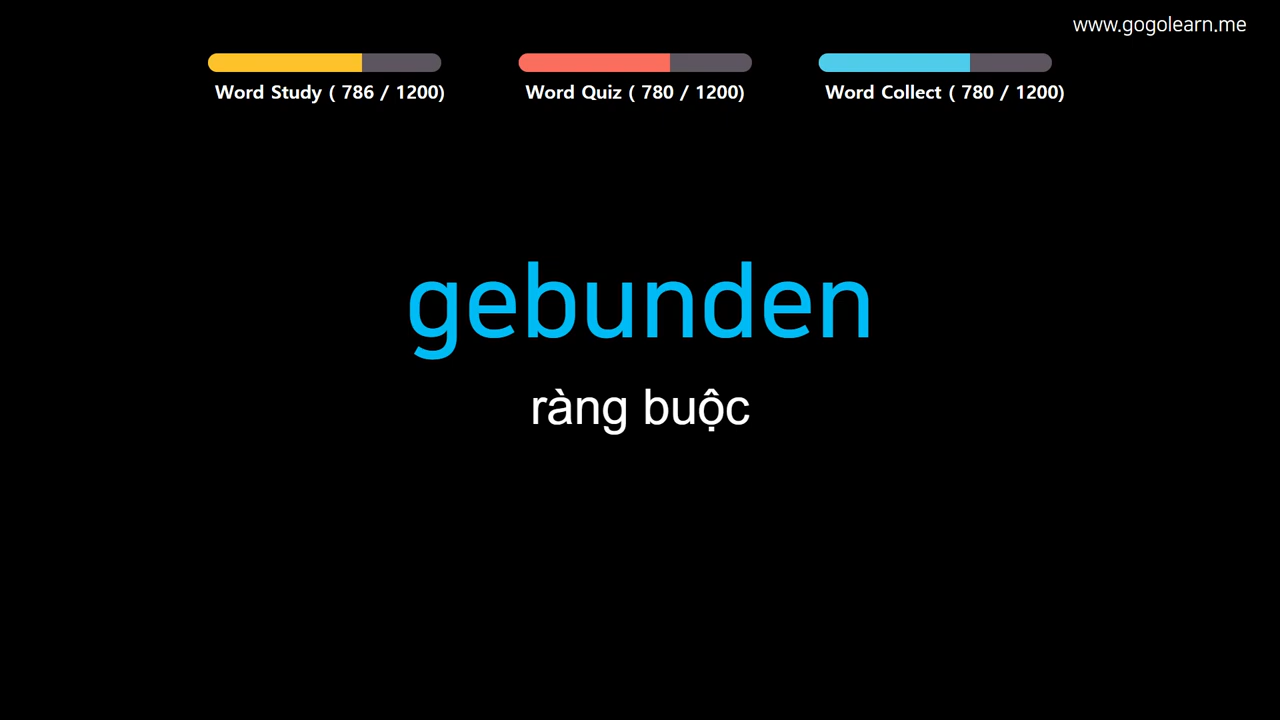 www.gogolearn.me
Word Study ( 786 / 1200)
Word Quiz ( 780 / 1200)
Word Collect ( 780 / 1200)
gebunden
ràng buộc